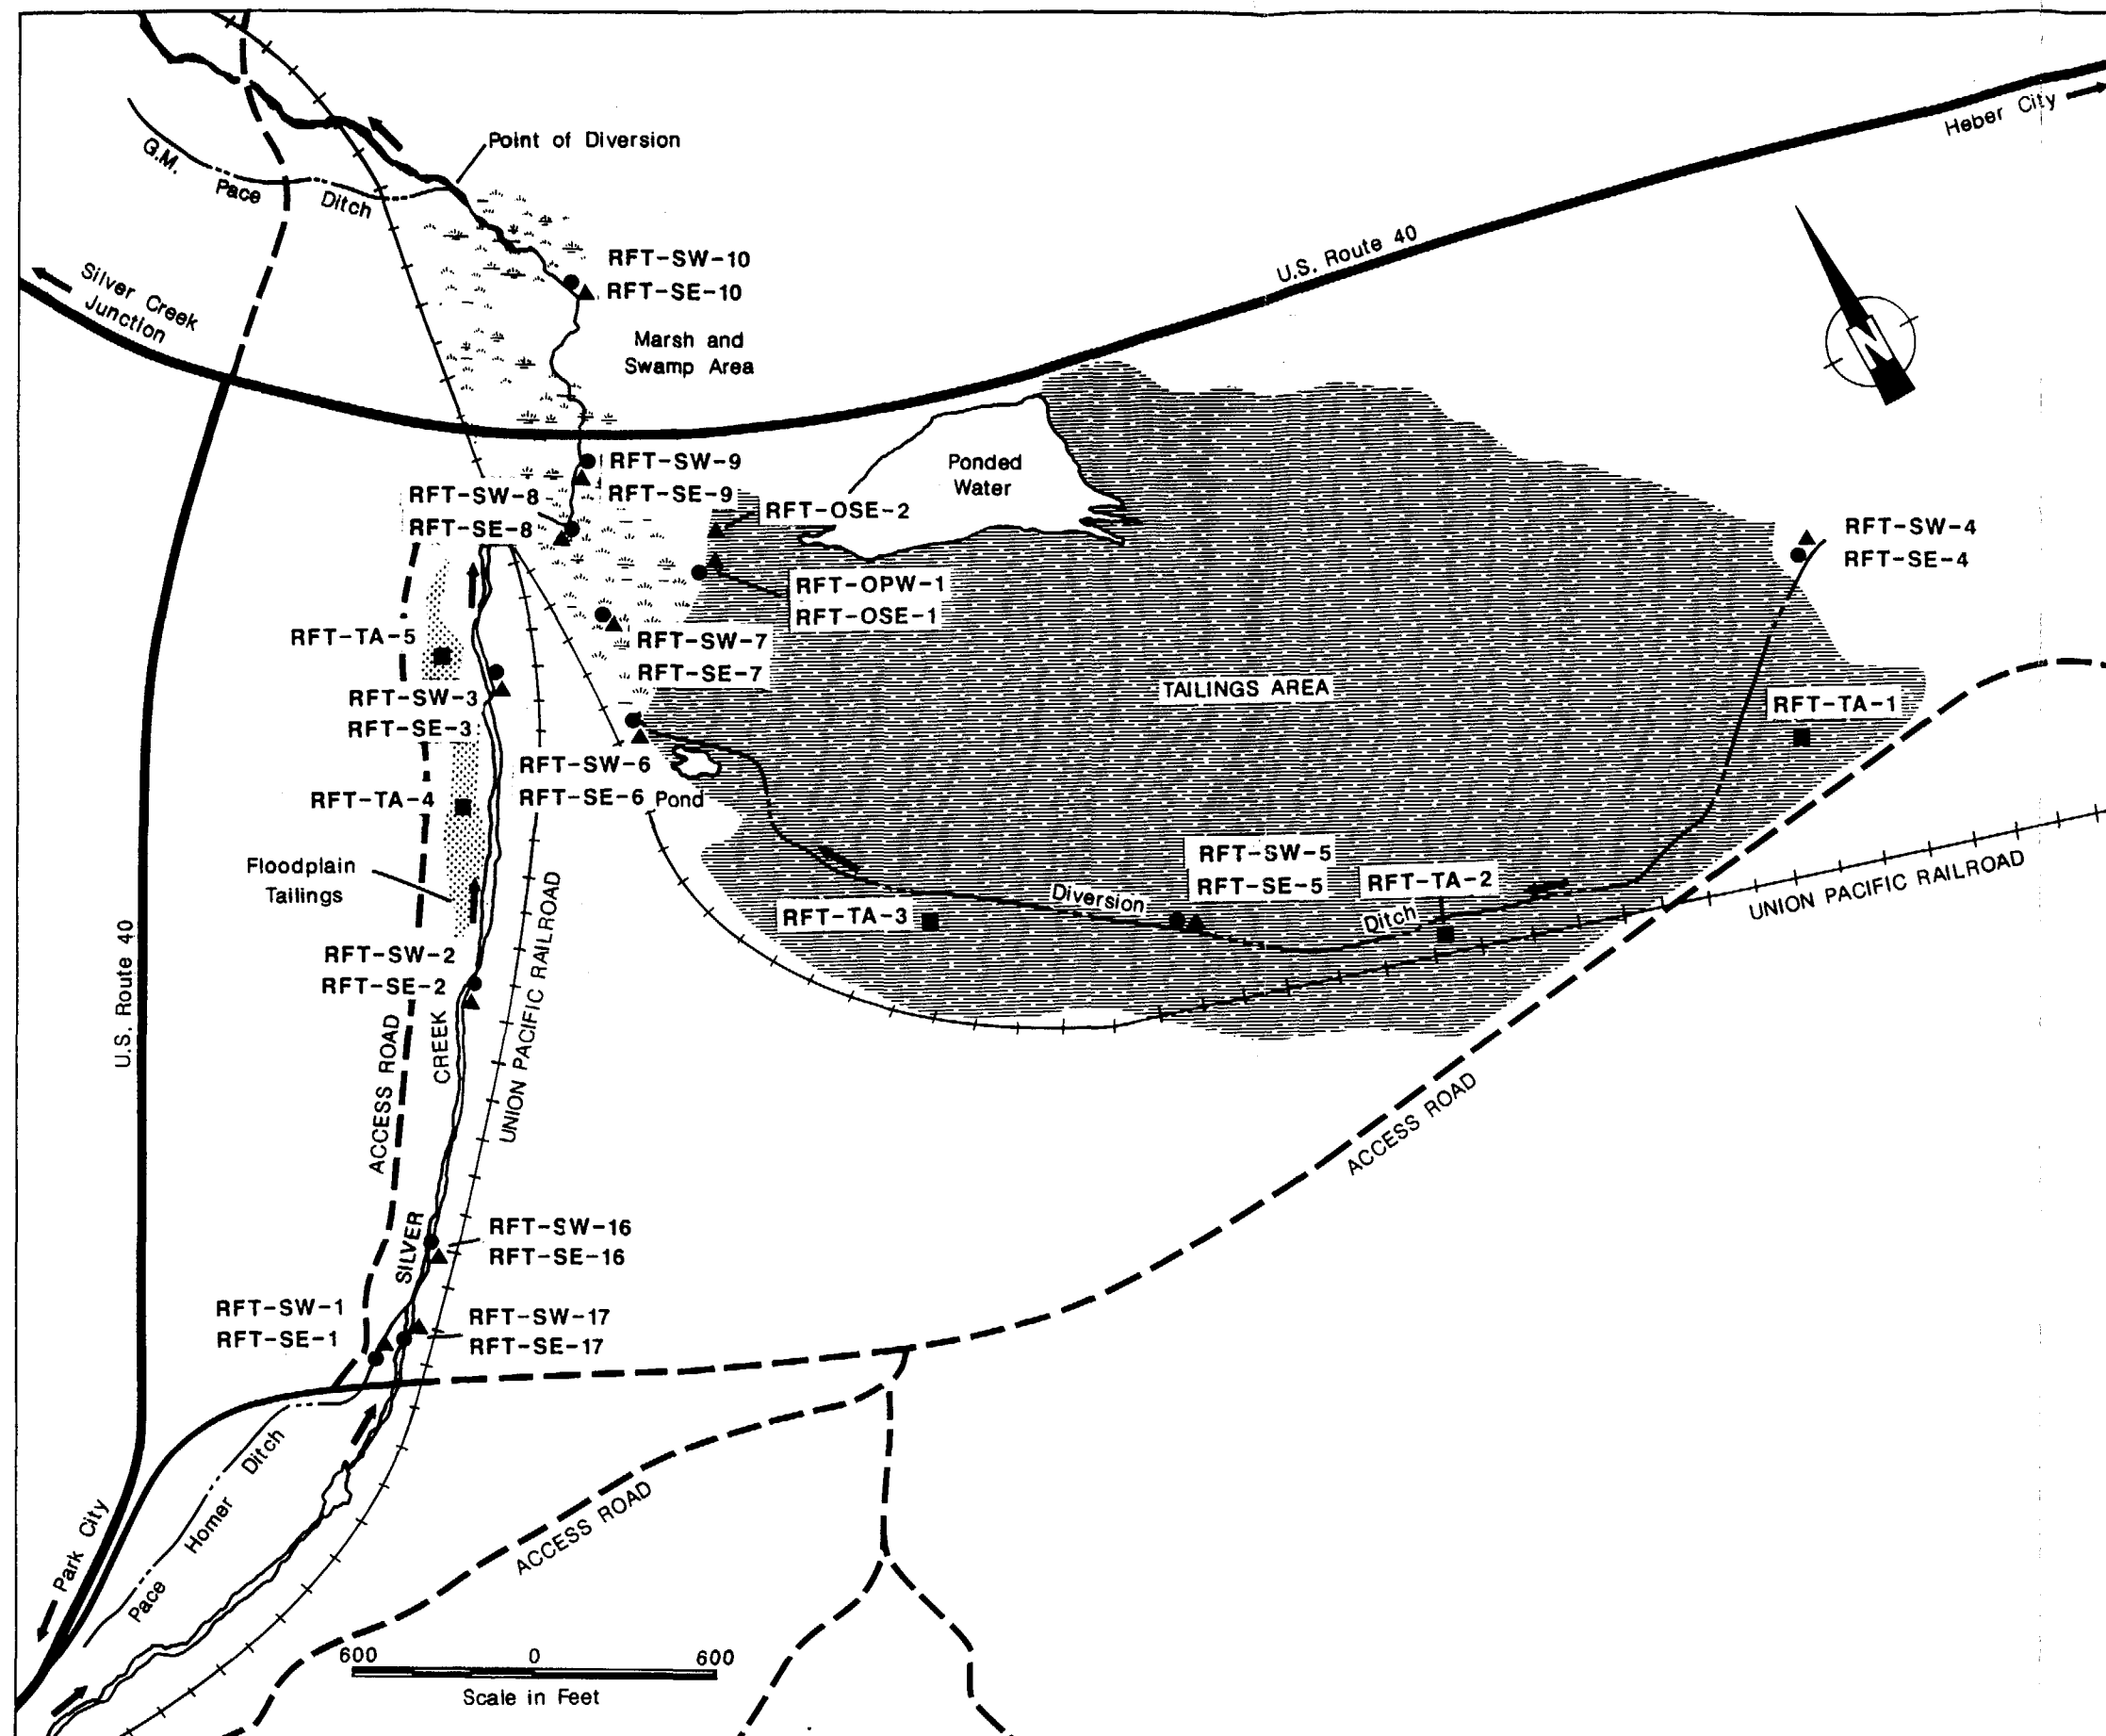 Heber City
Point of Diversion
G.M.
Pace
Ditch
U.S. Route 40
RFT-SW-10
RFT-SE-10
Silver Creek
Junction
Marsh and
Swamp Area
N
RFT-SW-9
RFT-SE-9
Ponded
Water
RFT-SW-8
RFT-SE-8
RFT-OSE-2
RFT-SW-4
RFT-SE-4
RFT-OPW-1
RFT-OSE-1
RFT-TA-5
RFT-SW-7
RFT-SE-7
TAILINGS AREA
RFT-SW-3
RFT-SE-3
RFT-TA-1
RFT-SW-6
RFT-SE-6 Pond
RFT-TA-4
RFT-SW-5
RFT-SE-5
Floodplain
Tailings
RFT-TA-2
Diversion
Ditch
RFT-TA-3
UNION PACIFIC RAILROAD
RFT-SW-2
RFT-SE-2
U.S. Route 40
ACCESS ROAD
CREEK
UNION PACIFIC RAILROAD
ACCESS ROAD
SILVER
RFT-SW-16
RFT-SE-16
RFT-SW-1
RFT-SE-1
RFT-SW-17
RFT-SE-17
Ditch
Homer
Pace
Park City
ACCESS ROAD
600 0 600
Scale in Feet